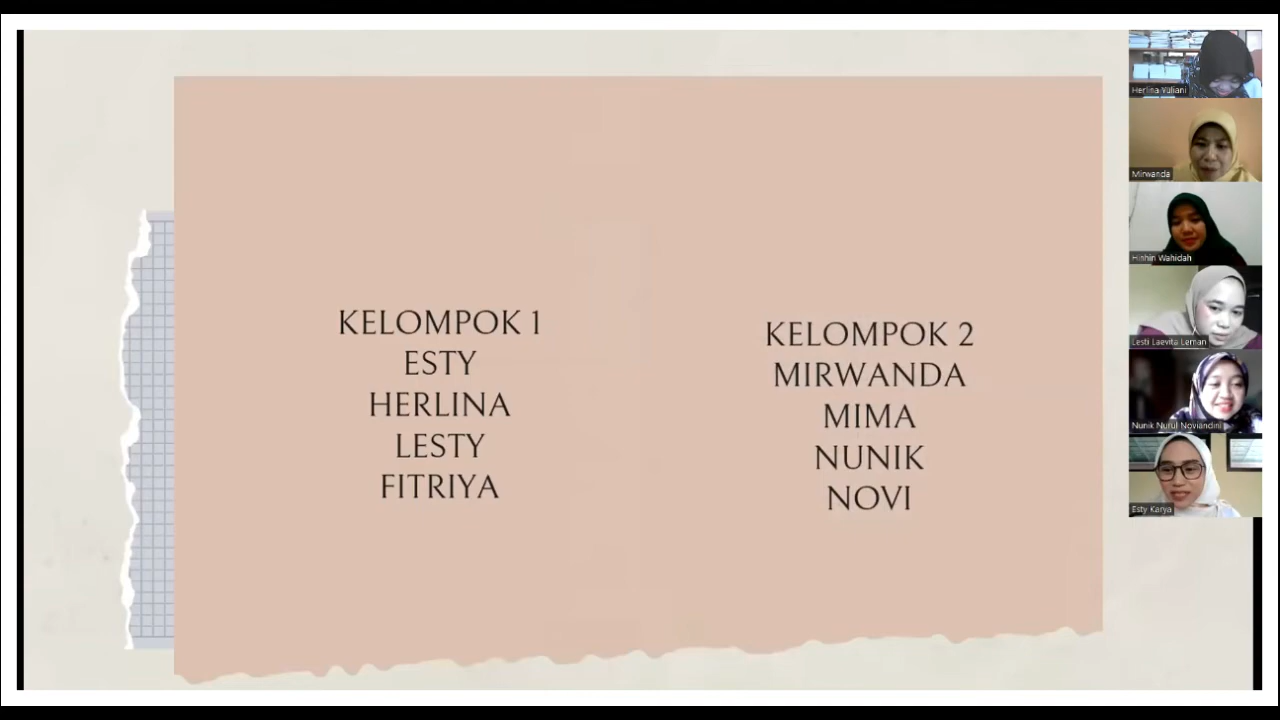 KELOMPOK 1
ESTY
HERLINA
LESTY
FITRIYA
KELOMPOK 2
MIRWANDA
MIMA
NUNIK
NOVI
Herlina Yuliani
Mirwanda
Hinhin Wahidah
Lesti Laevita Leman
Nunik Nurul Noviandini
Esty Karya